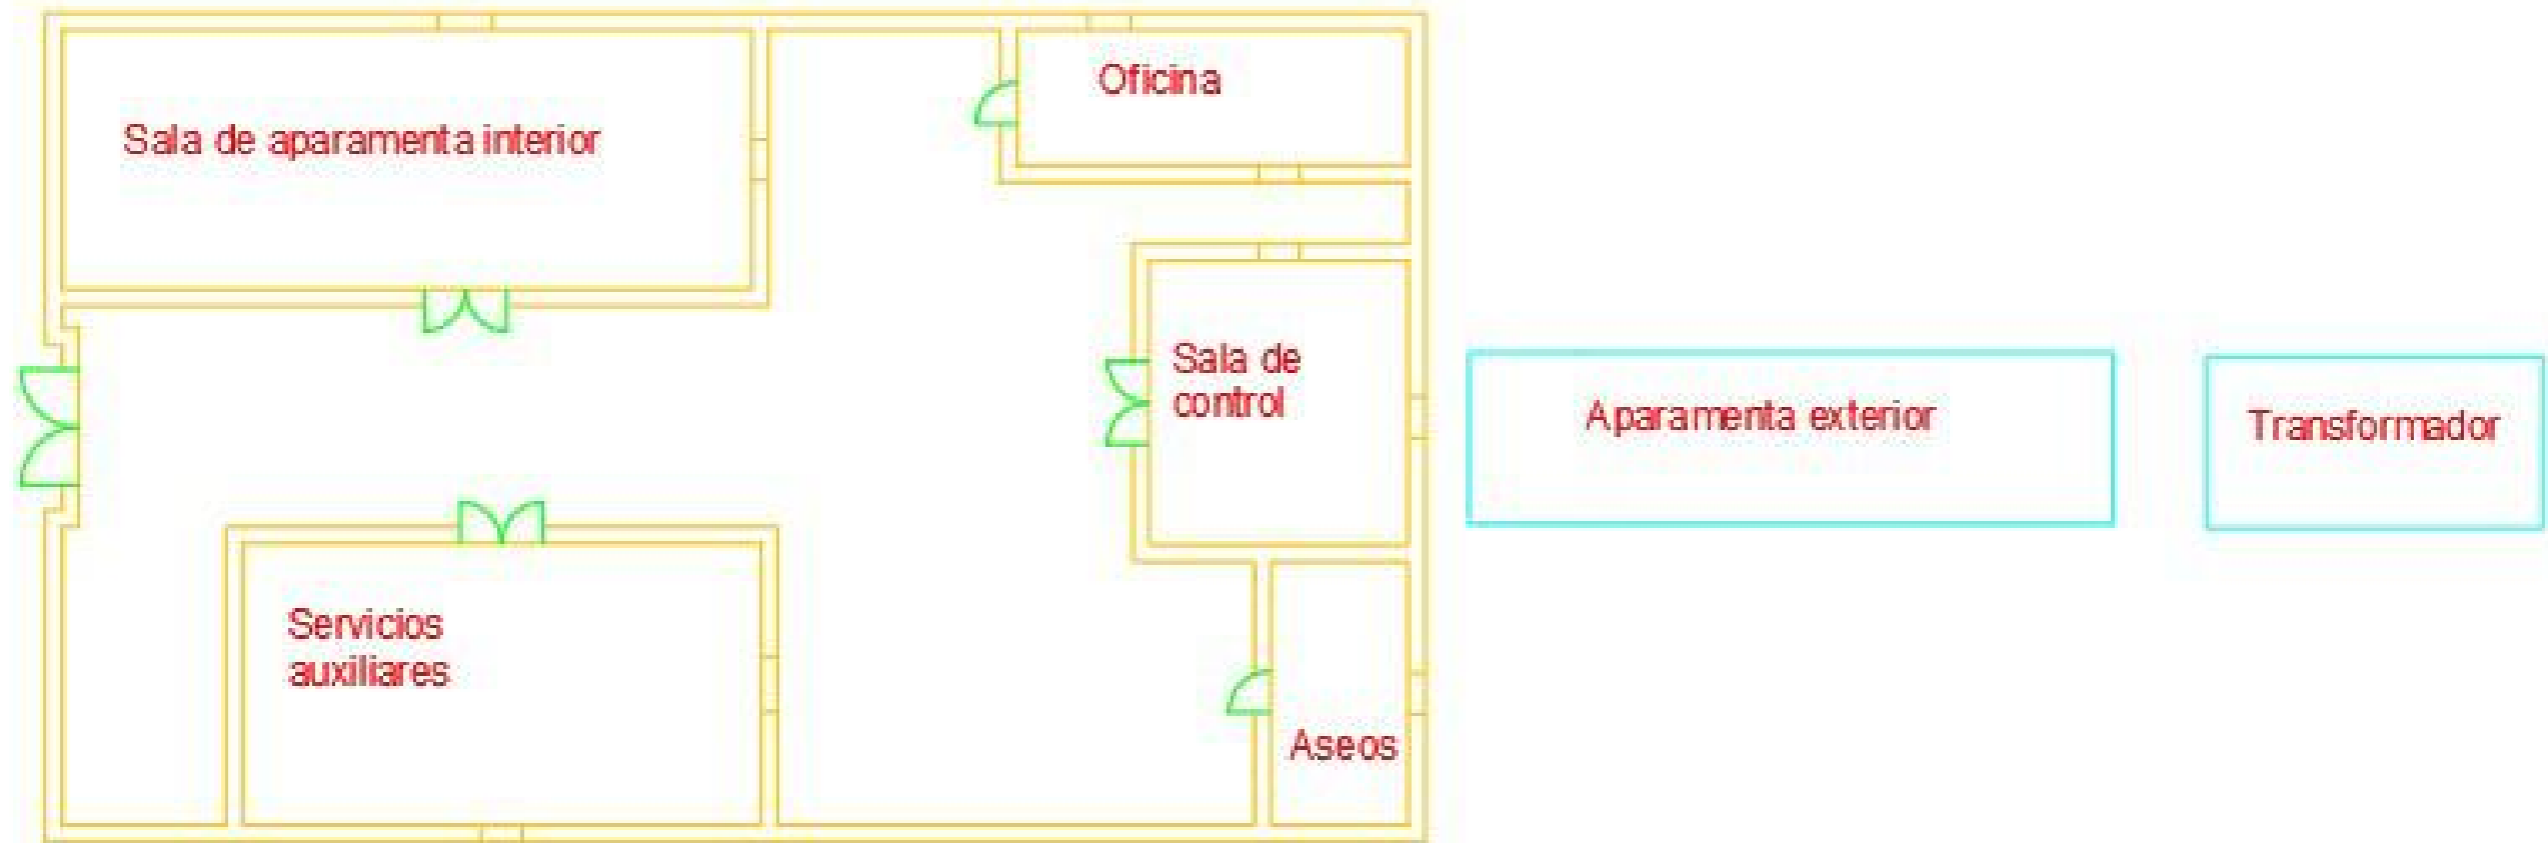 Oficina
Sala de aparamenta interior
Sala de
control
Aparamenta exterior
Transformador
Servicios
auxiliares
Aseos